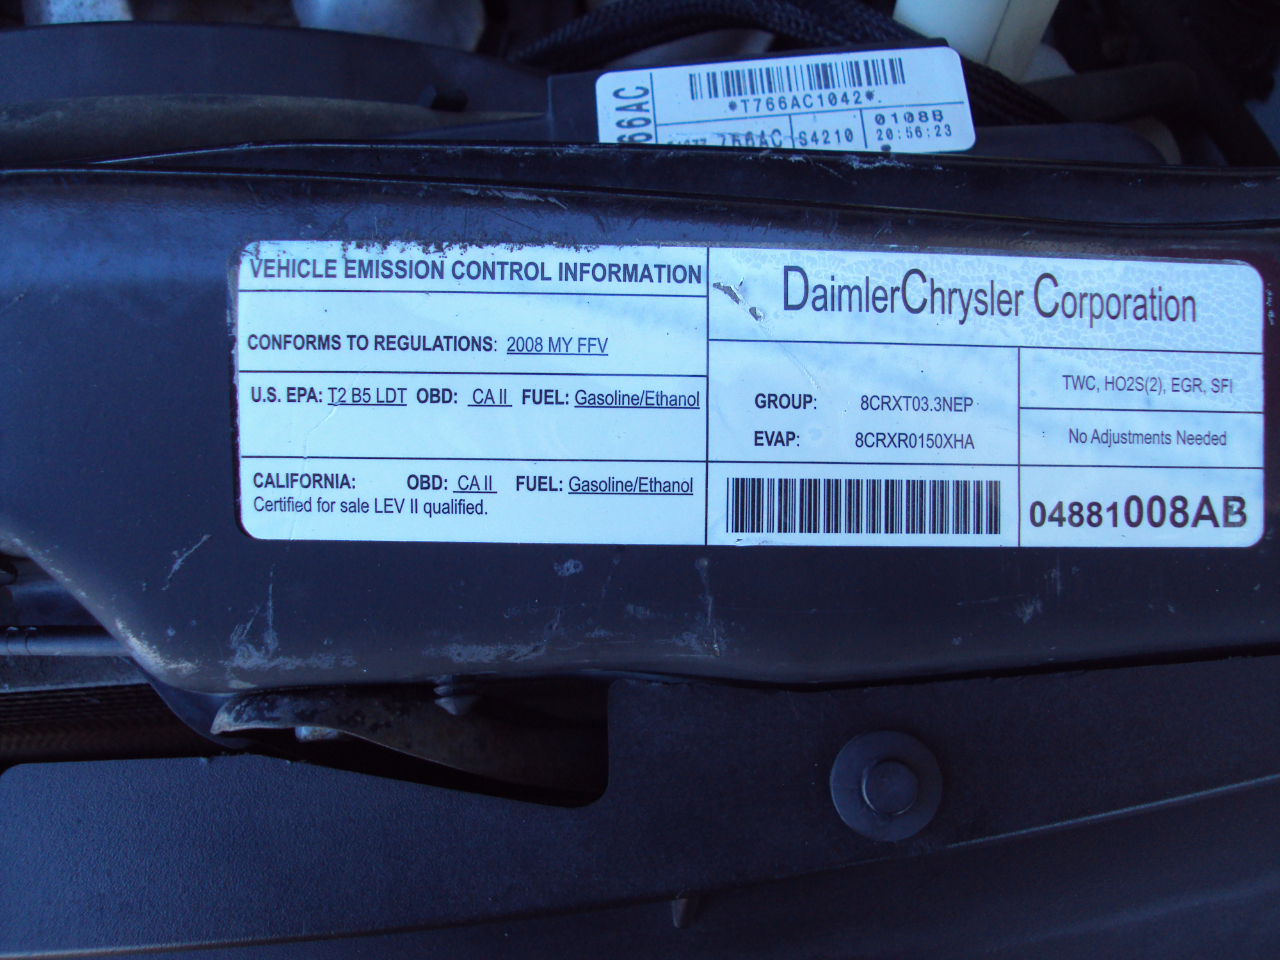 66AC
*T766AC1042*
766AC S4210 0108B
20:56:23
VEHICLE EMISSION CONTROL INFORMATION
CONFORMS TO REGULATIONS: 2008 MY FFV
U.S. EPA: T2 B5 LDT OBD: CA II FUEL: Gasoline/Ethanol
CALIFORNIA: OBD: CA II FUEL: Gasoline/Ethanol
Certified for sale LEV II qualified.
DaimlerChrysler Corporation
GROUP: 8CRXT03.3NEP
EVAP: 8CRXR0150XHA
TWC, HO2S(2), EGR, SFI
No Adjustments Needed
04881008AB